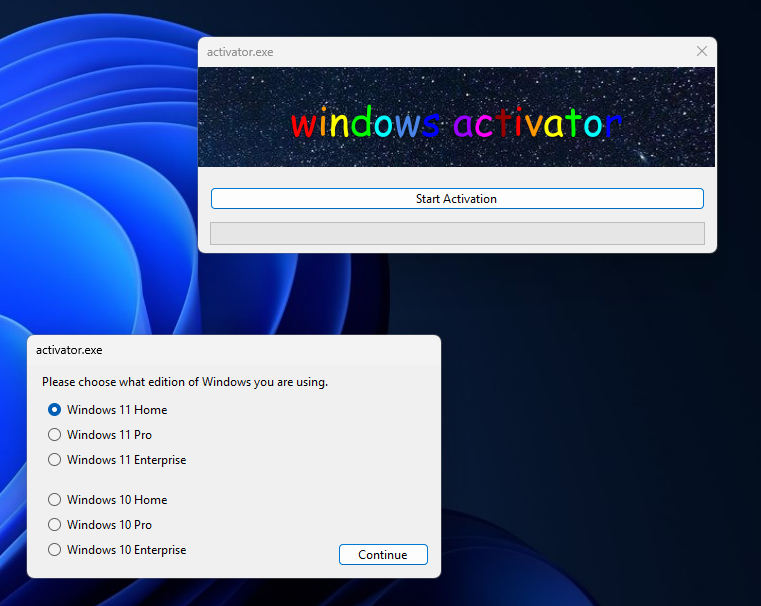 activator.exe
windows activator
Start Activation
activator.exe
Please choose what edition of Windows you are using.
Windows 11 Home
Windows 11 Pro
Windows 11 Enterprise
Windows 10 Home
Windows 10 Pro
Windows 10 Enterprise
Continue